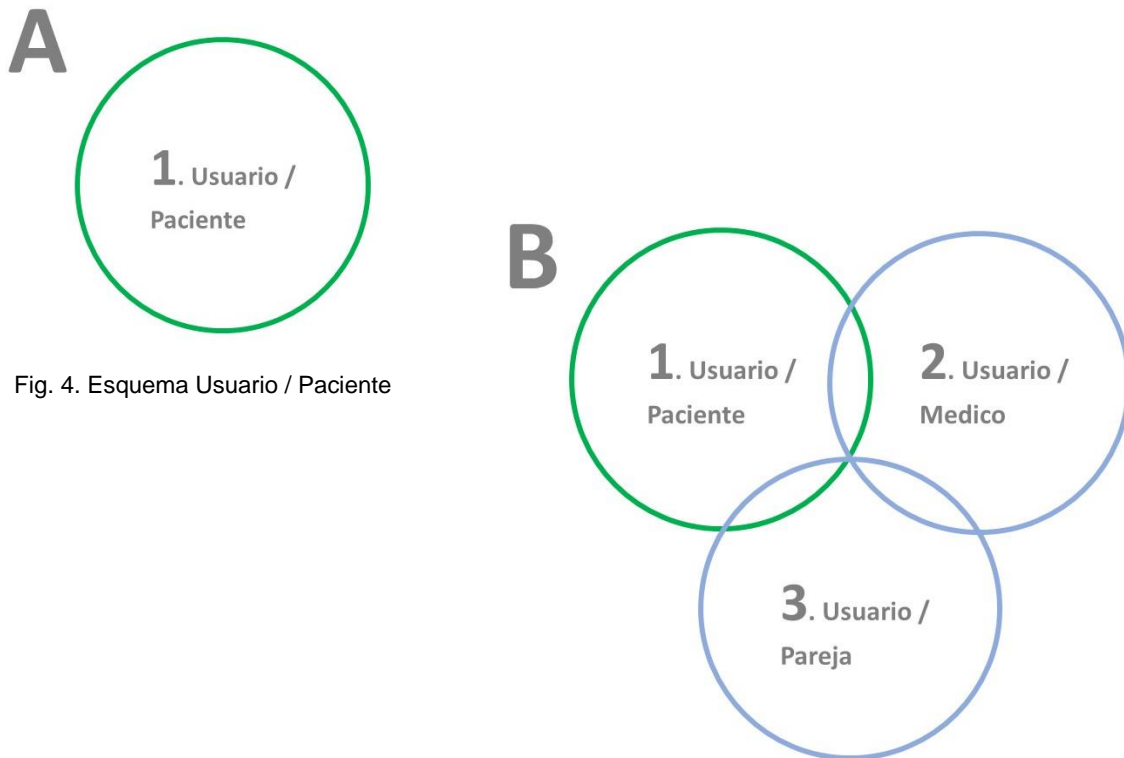 A
1. Usuario /
Paciente
Fig. 4. Esquema Usuario / Paciente
B
1. Usuario /
Paciente
2. Usuario /
Medico
3. Usuario /
Pareja